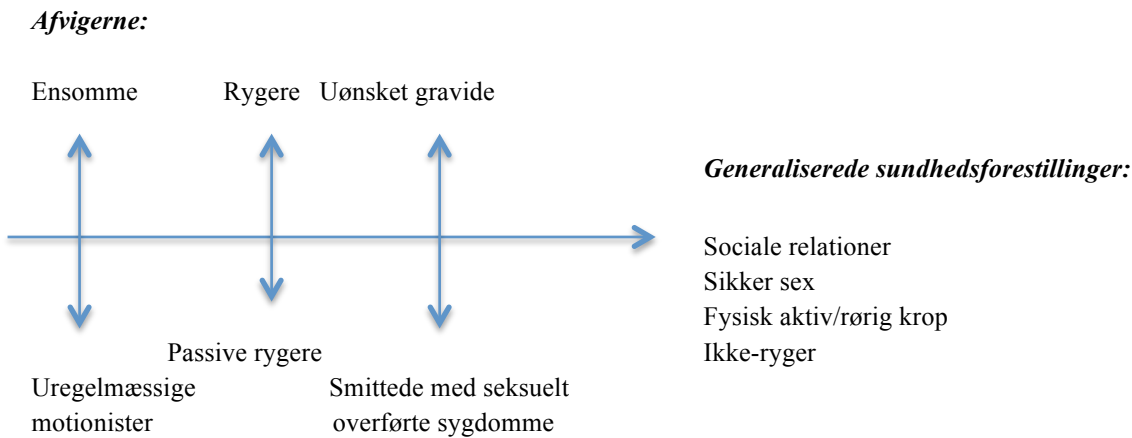 Afvigerne:
Ensomme
Rygere
Uønsket gravide
Generaliserede sundhedsforestillinger:
Sociale relationer
Sikker sex
Fysisk aktiv/rørig krop
Ikke-ryger
Passive rygere
Uregelmæssige
motionister
Smittede med seksuelt
overførte sygdomme